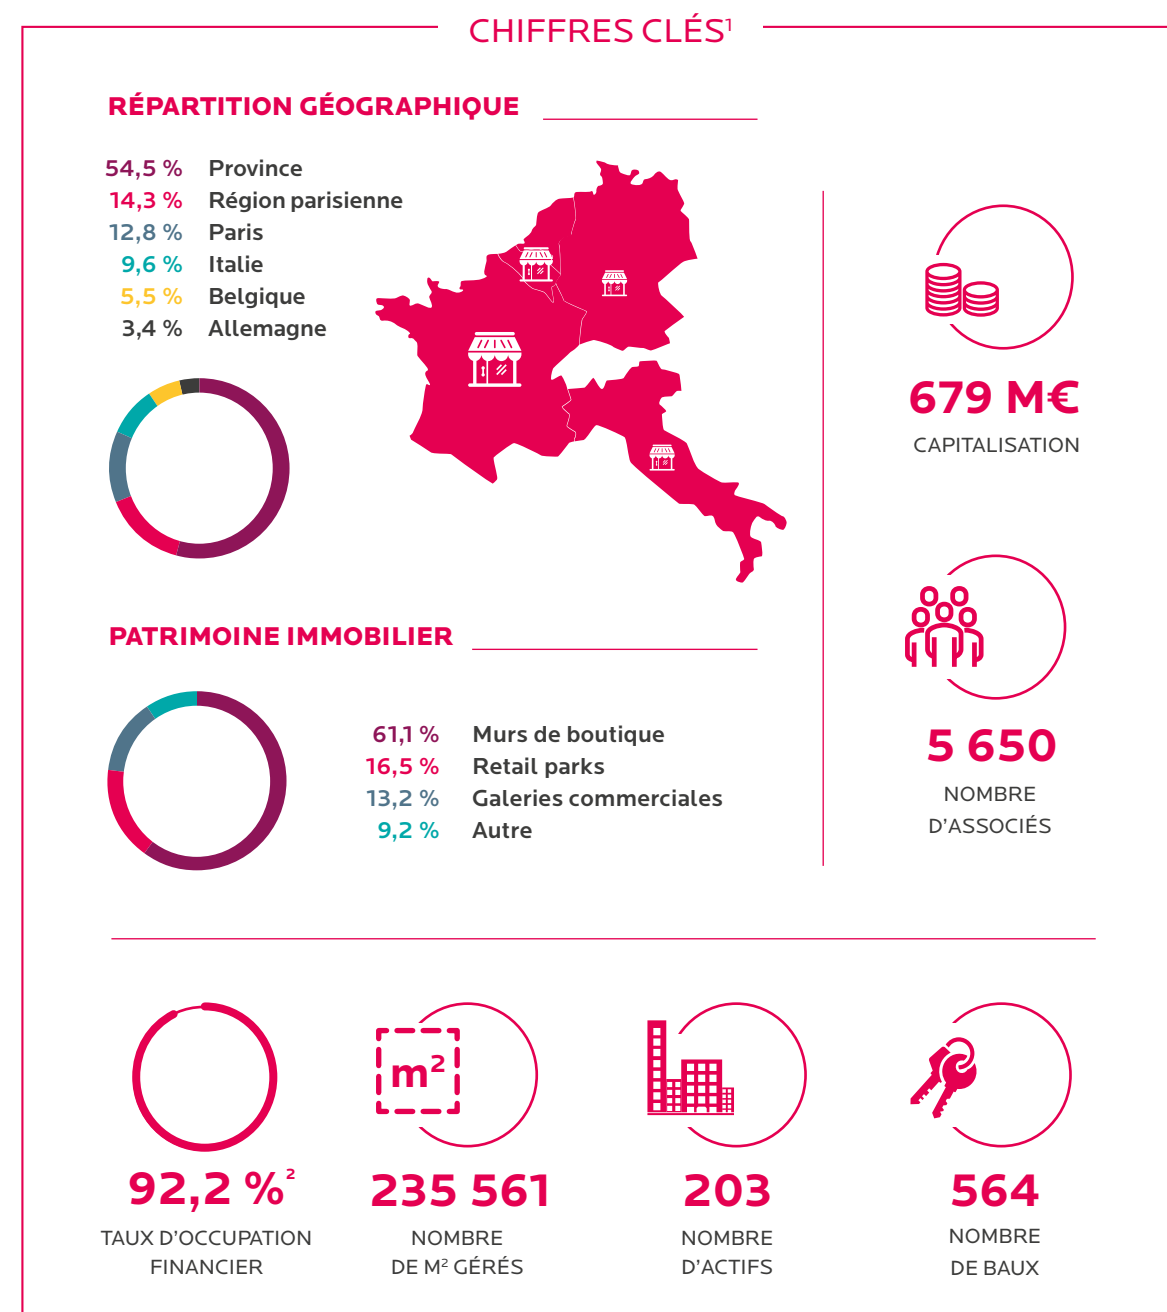 CHIFFRES CLÉS¹
RÉPARTITION GÉOGRAPHIQUE
54,5 % Province
14,3 % Région parisienne
12,8 % Paris
9,6 % Italie
5,5 % Belgique
3,4 % Allemagne
679 M€
CAPITALISATION
5 650
NOMBRE
D’ASSOCIÉS
PATRIMOINE IMMOBILIER
61,1 % Murs de boutique
16,5 % Retail parks
13,2 % Galeries commerciales
9,2 % Autre
92,2 %²
TAUX D’OCCUPATION
FINANCIER
m²
235 561
NOMBRE
DE M² GÉRÉS
203
NOMBRE
D’ACTIFS
564
NOMBRE
DE BAUX